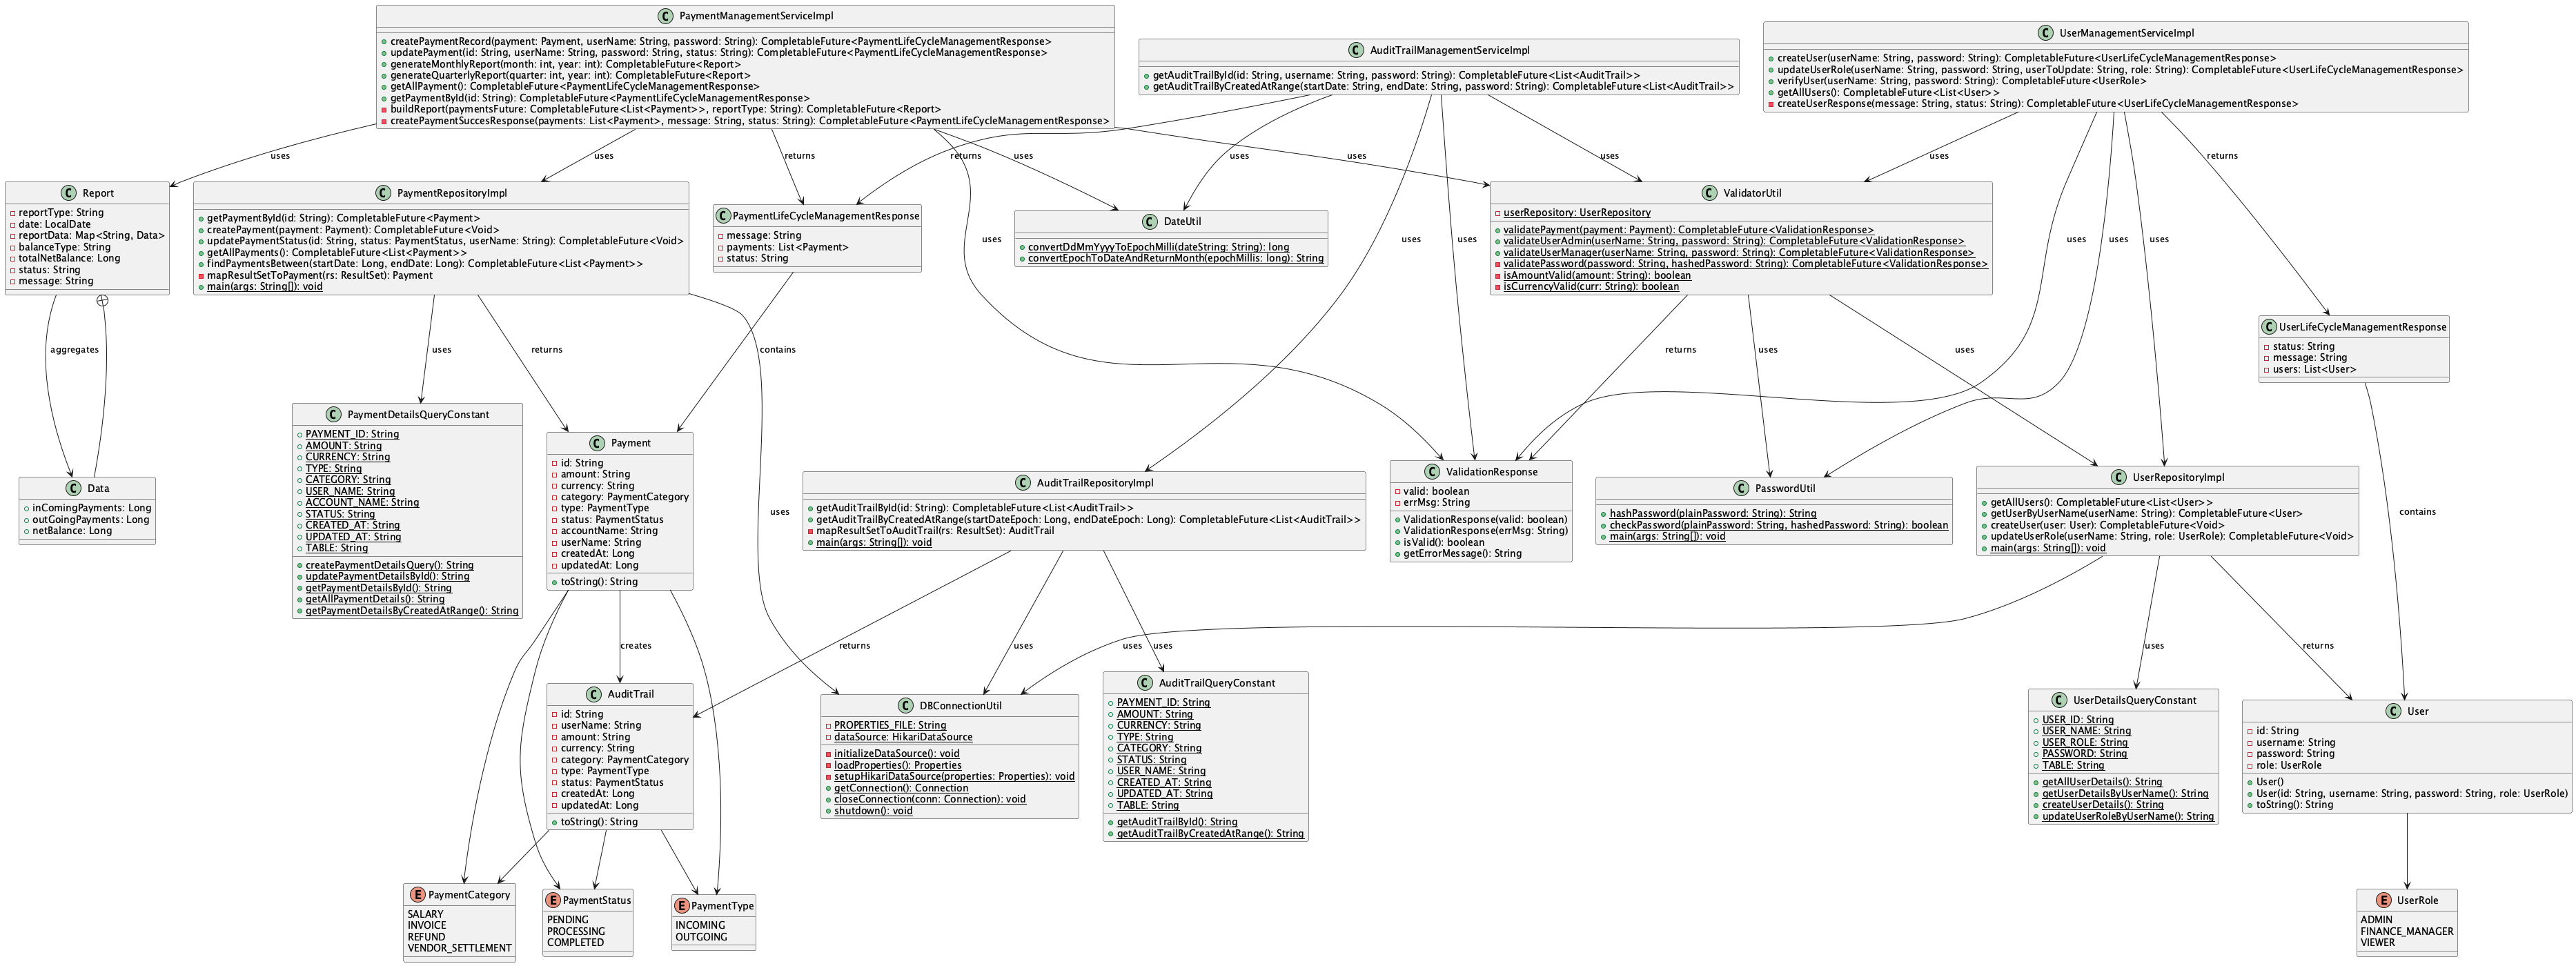 C PaymentManagementServiceImpl
createPaymentRecord(payment: Payment, userName: String, password: String): CompletableFuture<PaymentLifeCycleManagementResponse>
updatePayment(id: String, userName: String, password: String, status: String): CompletableFuture<PaymentLifeCycleManagementResponse>
generateMonthlyReport(month: int, year: int): CompletableFuture<Report>
generateQuarterlyReport(quarter: int, year: int): CompletableFuture<Report>
getAllPayment(): CompletableFuture<PaymentLifeCycleManagementResponse>
getPaymentById(id: String): CompletableFuture<PaymentLifeCycleManagementResponse>
buildReport(paymentsFuture: CompletableFuture<List<Payment>>, reportType: String): CompletableFuture<Report>
createPaymentSuccesResponse(payments: List<Payment>, message: String, status: String): CompletableFuture<PaymentLifeCycleManagementResponse>
C AuditTrailManagementServiceImpl
getAuditTrailById(id: String, username: String, password: String): CompletableFuture<List<AuditTrail>>
getAuditTrailByCreatedAtRange(startDate: String, endDate: String, password: String): CompletableFuture<List<AuditTrail>>
C UserManagementServiceImpl
createUser(userName: String, password: String): CompletableFuture<UserLifeCycleManagementResponse>
updateUserRole(userName: String, password: String, userToUpdate: String, role: String): CompletableFuture<UserLifeCycleManagementResponse>
verifyUser(userName: String, password: String): CompletableFuture<UserRole>
getAllUsers(): CompletableFuture<List<User>>
createUserResponse(message: String, status: String): CompletableFuture<UserLifeCycleManagementResponse>
uses
uses
returns
returns
uses
uses
uses
uses
uses
returns
C Report
reportType: String
date: LocalDate
reportData: Map<String, Data>
balanceType: String
totalNetBalance: Long
status: String
message: String
C PaymentRepositoryImpl
getPaymentById(id: String): CompletableFuture<Payment>
createPayment(payment: Payment): CompletableFuture<Void>
updatePaymentStatus(id: String, status: PaymentStatus, userName: String): CompletableFuture<Void>
getAllPayments(): CompletableFuture<List<Payment>>
findPaymentsBetween(startDate: Long, endDate: Long): CompletableFuture<List<Payment>>
mapResultSetToPayment(rs: ResultSet): Payment
main(args: String[]): void
C PaymentLifeCycleManagementResponse
message: String
payments: List<Payment>
status: String
C DateUtil
convertDdMmYyyyToEpochMilli(dateString: String): long
convertEpochToDateAndReturnMonth(epochMillis: long): String
C ValidatorUtil
userRepository: UserRepository
validatePayment(payment: Payment): CompletableFuture<ValidationResponse>
validateUserAdmin(userName: String, password: String): CompletableFuture<ValidationResponse>
validateUserManager(userName: String, password: String): CompletableFuture<ValidationResponse>
validatePassword(password: String, hashedPassword: String): CompletableFuture<ValidationResponse>
isAmountValid(amount: String): boolean
isCurrencyValid(curr: String): boolean
uses
uses
uses
uses
uses
uses
C UserLifeCycleManagementResponse
status: String
message: String
users: List<User>
aggregates
uses
returns
contains
returns
uses
uses
C PaymentDetailsQueryConstant
PAYMENT_ID: String
AMOUNT: String
CURRENCY: String
TYPE: String
CATEGORY: String
USER_NAME: String
ACCOUNT_NAME: String
STATUS: String
CREATED_AT: String
UPDATED_AT: String
TABLE: String
createPaymentDetailsQuery(): String
updatePaymentDetailsById(): String
getPaymentDetailsById(): String
getAllPaymentDetails(): String
getPaymentDetailsByCreatedAtRange(): String
C Data
inComingPayments: Long
outGoingPayments: Long
netBalance: Long
C Payment
id: String
amount: String
currency: String
category: PaymentCategory
type: PaymentType
status: PaymentStatus
accountName: String
userName: String
createdAt: Long
updatedAt: Long
toString(): String
uses
C AuditTrailRepositoryImpl
getAuditTrailById(id: String): CompletableFuture<List<AuditTrail>>
getAuditTrailByCreatedAtRange(startDateEpoch: Long, endDateEpoch: Long): CompletableFuture<List<AuditTrail>>
mapResultSetToAuditTrail(rs: ResultSet): AuditTrail
main(args: String[]): void
C ValidationResponse
valid: boolean
errMsg: String
ValidationResponse(valid: boolean)
ValidationResponse(errMsg: String)
isValid(): boolean
getErrorMessage(): String
C PasswordUtil
hashPassword(plainPassword: String): String
checkPassword(plainPassword: String, hashedPassword: String): boolean
main(args: String[]): void
C UserRepositoryImpl
getAllUsers(): CompletableFuture<List<User>>
getUserByUserName(userName: String): CompletableFuture<User>
createUser(user: User): CompletableFuture<Void>
updateUserRole(userName: String, role: UserRole): CompletableFuture<Void>
main(args: String[]): void
contains
creates
returns
uses
uses
uses
uses
returns
C AuditTrail
id: String
userName: String
amount: String
currency: String
category: PaymentCategory
type: PaymentType
status: PaymentStatus
createdAt: Long
updatedAt: Long
toString(): String
C DBConnectionUtil
PROPERTIES_FILE: String
dataSource: HikariDataSource
initializeDataSource(): void
loadProperties(): Properties
setupHikariDataSource(properties: Properties): void
getConnection(): Connection
closeConnection(conn: Connection): void
shutdown(): void
C AuditTrailQueryConstant
PAYMENT_ID: String
AMOUNT: String
CURRENCY: String
TYPE: String
CATEGORY: String
STATUS: String
USER_NAME: String
CREATED_AT: String
UPDATED_AT: String
TABLE: String
getAuditTrailById(): String
getAuditTrailByCreatedAtRange(): String
C UserDetailsQueryConstant
USER_ID: String
USER_NAME: String
USER_ROLE: String
PASSWORD: String
TABLE: String
getAllUserDetails(): String
getUserDetailsByUserName(): String
createUserDetails(): String
updateUserRoleByUserName(): String
C User
id: String
username: String
password: String
role: UserRole
User()
User(id: String, username: String, password: String, role: UserRole)
toString(): String
E PaymentCategory
SALARY
INVOICE
REFUND
VENDOR_SETTLEMENT
E PaymentStatus
PENDING
PROCESSING
COMPLETED
E PaymentType
INCOMING
OUTGOING
E UserRole
ADMIN
FINANCE_MANAGER
VIEWER